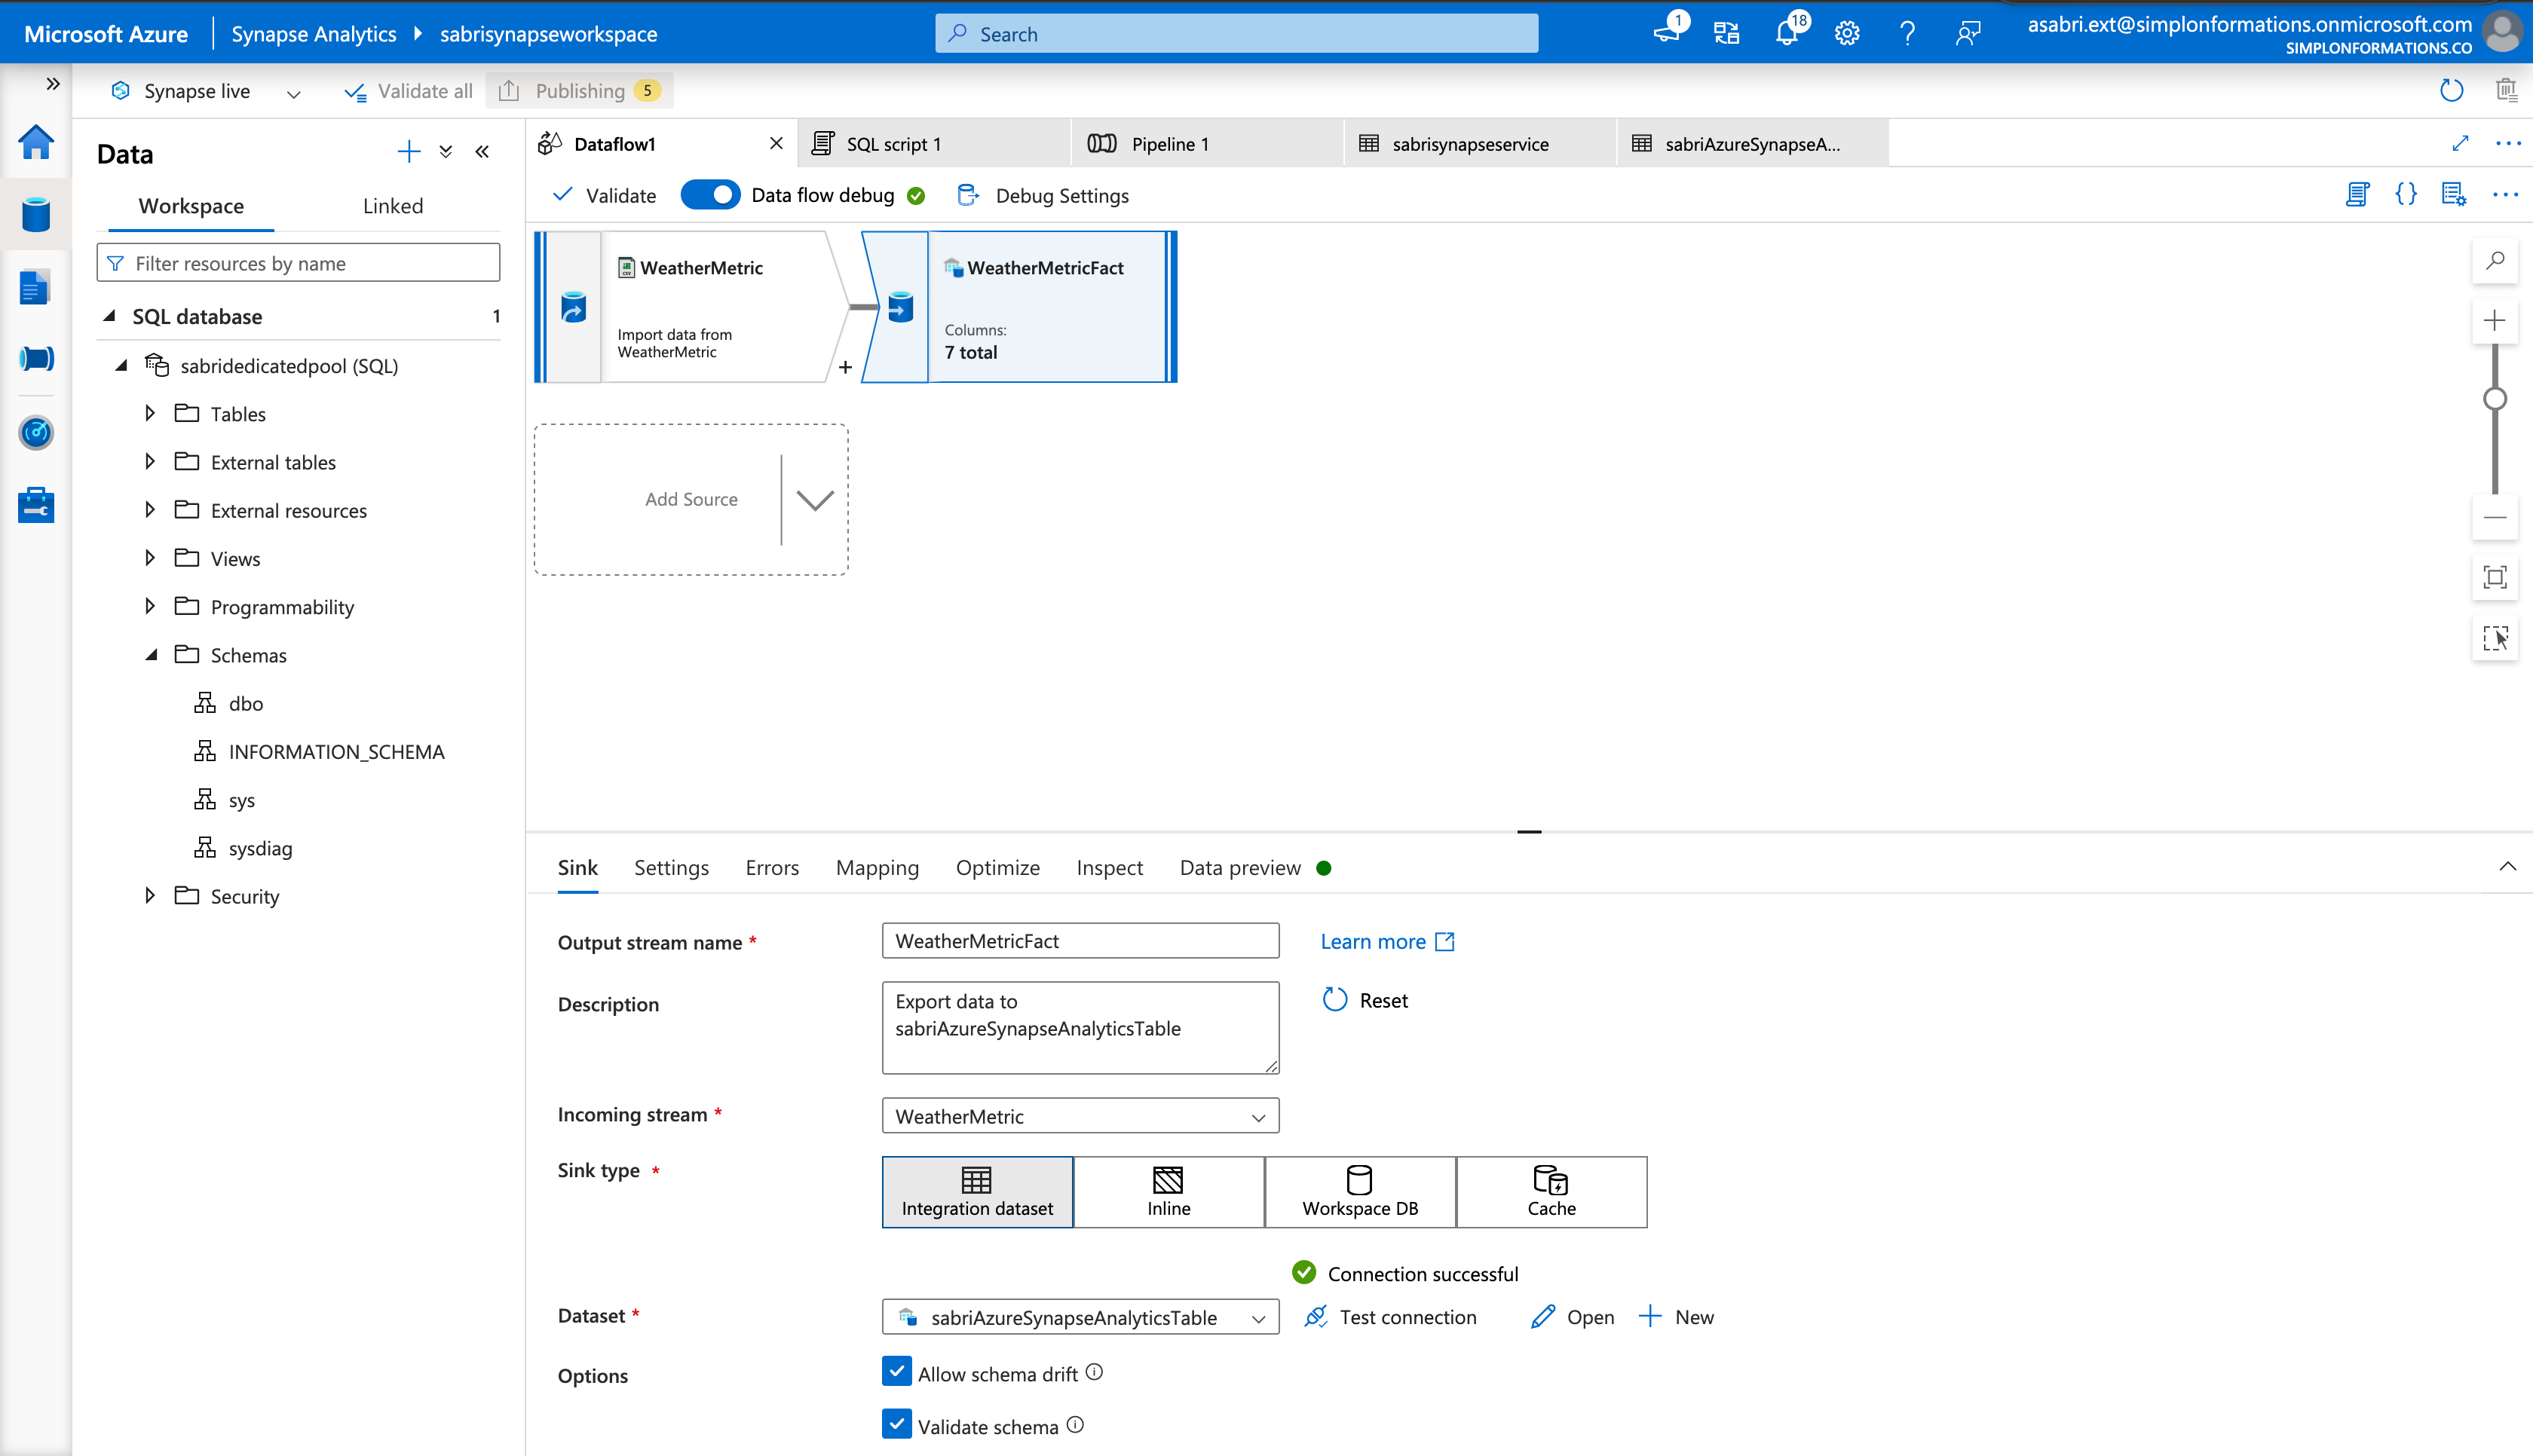 Microsoft Azure
Synapse Analytics
sabrisynapseworkspace
Search
1
18
asabri.ext@simplonformations.onmicrosoft.com
SIMPLONFORMATIONS.CO
Synapse live
Validate all
Publishing
5
Data
Workspace
Linked
Filter resources by name
SQL database
1
sabridedicatedpool (SQL)
Tables
External tables
External resources
Views
Programmability
Schemas
dbo
INFORMATION_SCHEMA
sys
sysdiag
Security
Dataflow1
SQL script 1
Pipeline 1
sabrisynapseservice
sabriAzureSynapseA...
Validate
Data flow debug
Debug Settings
WeatherMetric
Import data from
WeatherMetric
+
WeatherMetricFact
Columns:
7 total
Add Source
Sink
Settings
Errors
Mapping
Optimize
Inspect
Data preview
Output stream name *
WeatherMetricFact
Learn more
Description
Export data to
sabriAzureSynapseAnalyticsTable
Reset
Incoming stream *
WeatherMetric
Sink type *
Integration dataset
Inline
Workspace DB
Cache
Connection successful
Dataset *
sabriAzureSynapseAnalyticsTable
Test connection
Open
New
Options
Allow schema drift
Validate schema